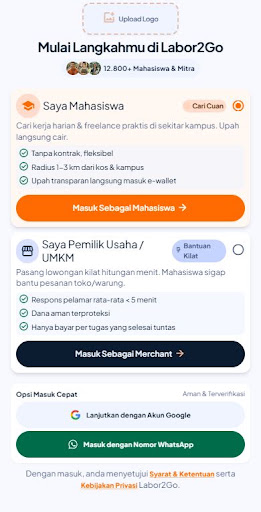 Upload Logo
Mulai Langkahmu di Labor2Go
12.800+ Mahasiswa & Mitra
Saya Mahasiswa
Cari Cuan
Cari kerja harian & freelance praktis di sekitar kampus. Upah
langsung cair.
Tanpa kontrak, fleksibel
Radius 1–3 km dari kos & kampus
Upah transparan langsung masuk e-wallet
Masuk Sebagai Mahasiswa →
Saya Pemilik Usaha /
UMKM
Bantuan
Kilat
Pasang lowongan kilat hitungan menit. Mahasiswa sigap
bantu pesanan toko/warung.
Respons pelamar rata-rata < 5 menit
Dana aman terproteksi
Hanya bayar per tugas yang selesai tuntas
Masuk Sebagai Merchant →
Opsi Masuk Cepat
Aman & Terverifikasi
Lanjutkan dengan Akun Google
Masuk dengan Nomor WhatsApp
Dengan masuk, anda menyetujui Syarat & Ketentuan serta
Kebijakan Privasi Labor2Go.